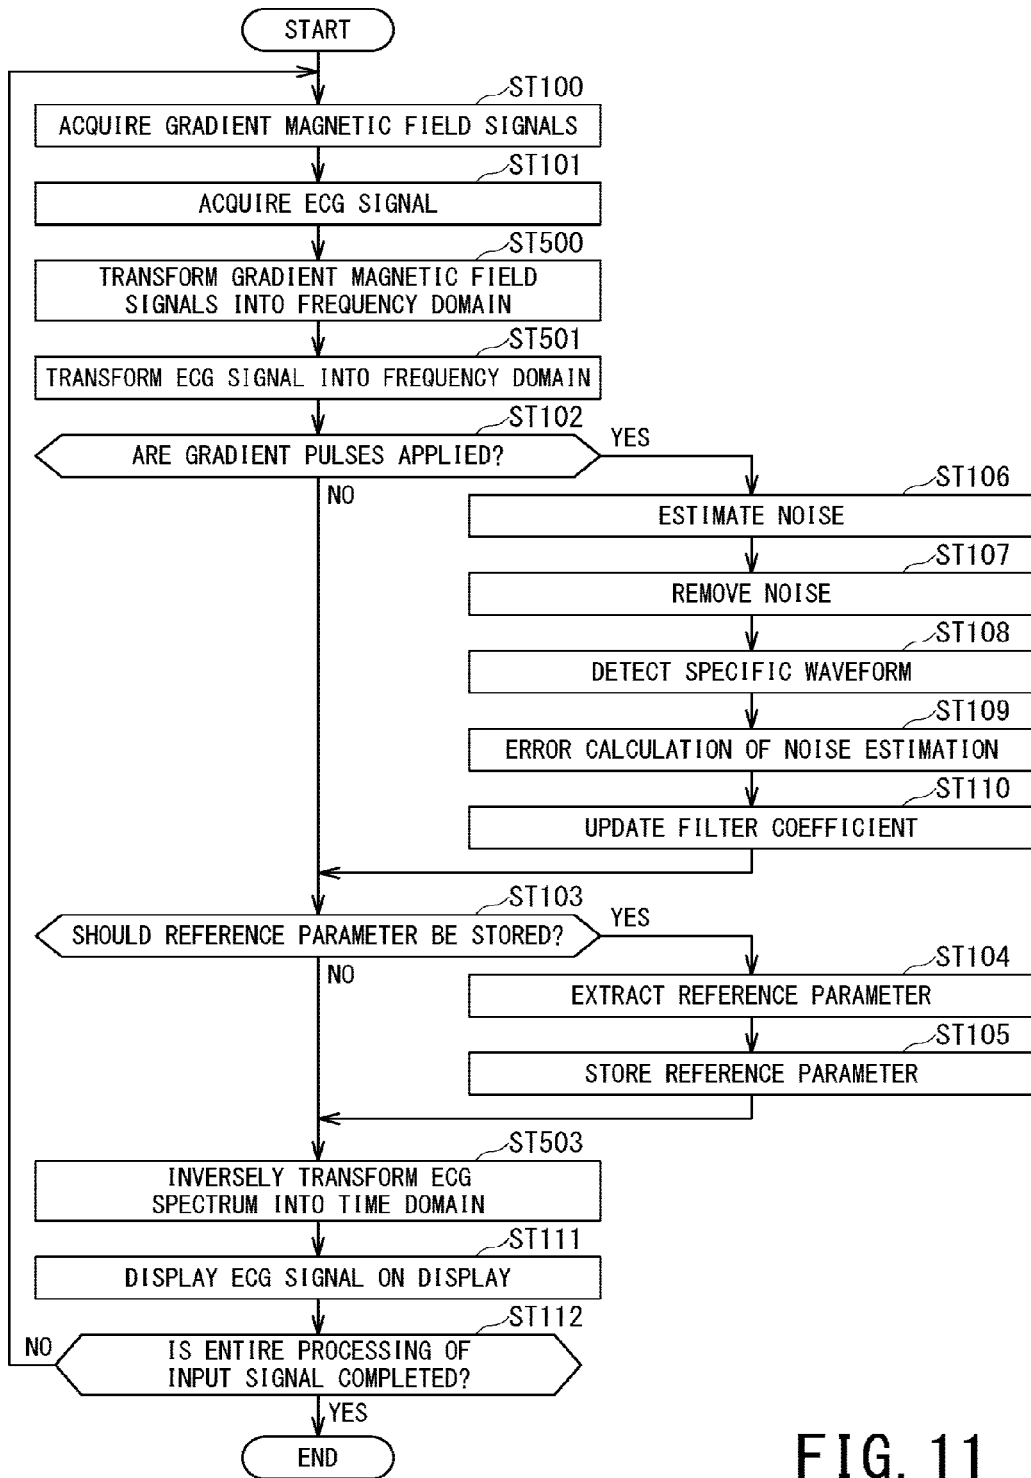 START
ST100
ACQUIRE GRADIENT MAGNETIC FIELD SIGNALS
ST101
ACQUIRE ECG SIGNAL
ST500
TRANSFORM GRADIENT MAGNETIC FIELD
SIGNALS INTO FREQUENCY DOMAIN
ST501
TRANSFORM ECG SIGNAL INTO FREQUENCY DOMAIN
ST102
ARE GRADIENT PULSES APPLIED?
YES
NO
ST106
ESTIMATE NOISE
ST107
REMOVE NOISE
ST108
DETECT SPECIFIC WAVEFORM
ST109
ERROR CALCULATION OF NOISE ESTIMATION
ST110
UPDATE FILTER COEFFICIENT
ST103
SHOULD REFERENCE PARAMETER BE STORED?
YES
NO
ST104
EXTRACT REFERENCE PARAMETER
ST105
STORE REFERENCE PARAMETER
ST503
INVERSELY TRANSFORM ECG
SPECTRUM INTO TIME DOMAIN
ST111
DISPLAY ECG SIGNAL ON DISPLAY
ST112
NO
IS ENTIRE PROCESSING OF
INPUT SIGNAL COMPLETED?
YES
END
FIG. 11